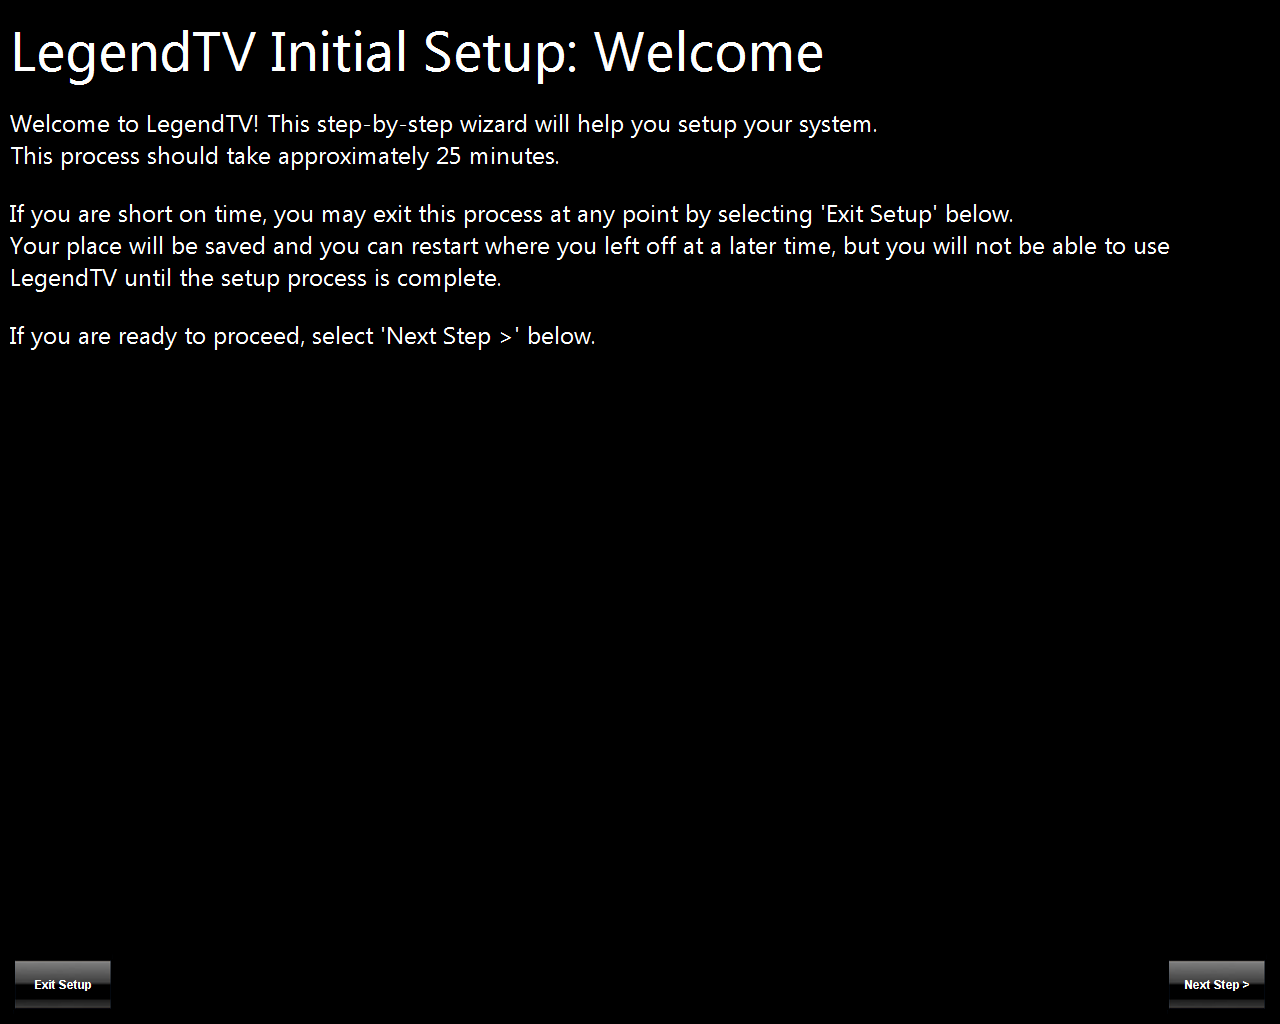 LegendTV Initial Setup: Welcome
Welcome to LegendTV! This step-by-step wizard will help you setup your system.
This process should take approximately 25 minutes.
If you are short on time, you may exit this process at any point by selecting 'Exit Setup' below.
Your place will be saved and you can restart where you left off at a later time, but you will not be able to use
LegendTV until the setup process is complete.
If you are ready to proceed, select 'Next Step >' below.
Exit Setup
Next Step >